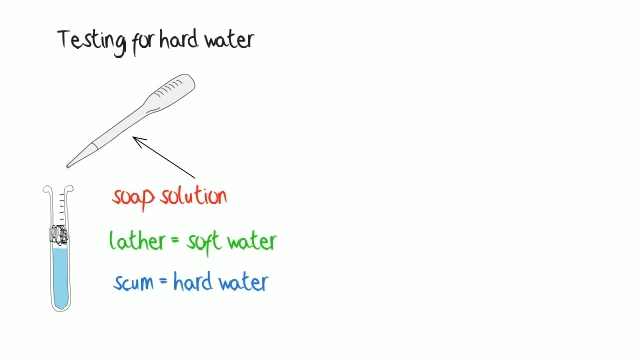 Testing for hard water
soap solution
lather = soft water
scum = hard water